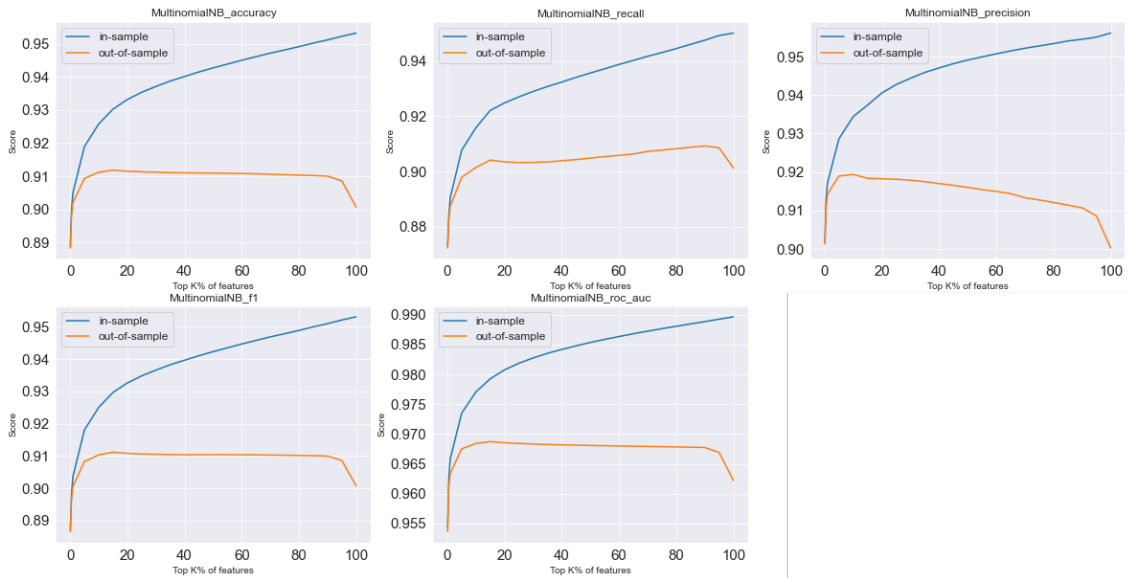 MultinomialNB_accuracy
in-sample
out-of-sample
Score
0.95
0.94
0.93
0.92
0.91
0.90
0.89
0 20 40 60 80 100
Top K% of features
MultinomialNB_recall
in-sample
out-of-sample
Score
0.94
0.92
0.90
0.88
0 20 40 60 80 100
Top K% of features
MultinomialNB_precision
in-sample
out-of-sample
Score
0.95
0.94
0.93
0.92
0.91
0.90
0 20 40 60 80 100
Top K% of features
MultinomialNB_f1
in-sample
out-of-sample
Score
0.95
0.94
0.93
0.92
0.91
0.90
0.89
0 20 40 60 80 100
Top K% of features
MultinomialNB_roc_auc
in-sample
out-of-sample
Score
0.990
0.985
0.980
0.975
0.970
0.965
0.960
0.955
0 20 40 60 80 100
Top K% of features